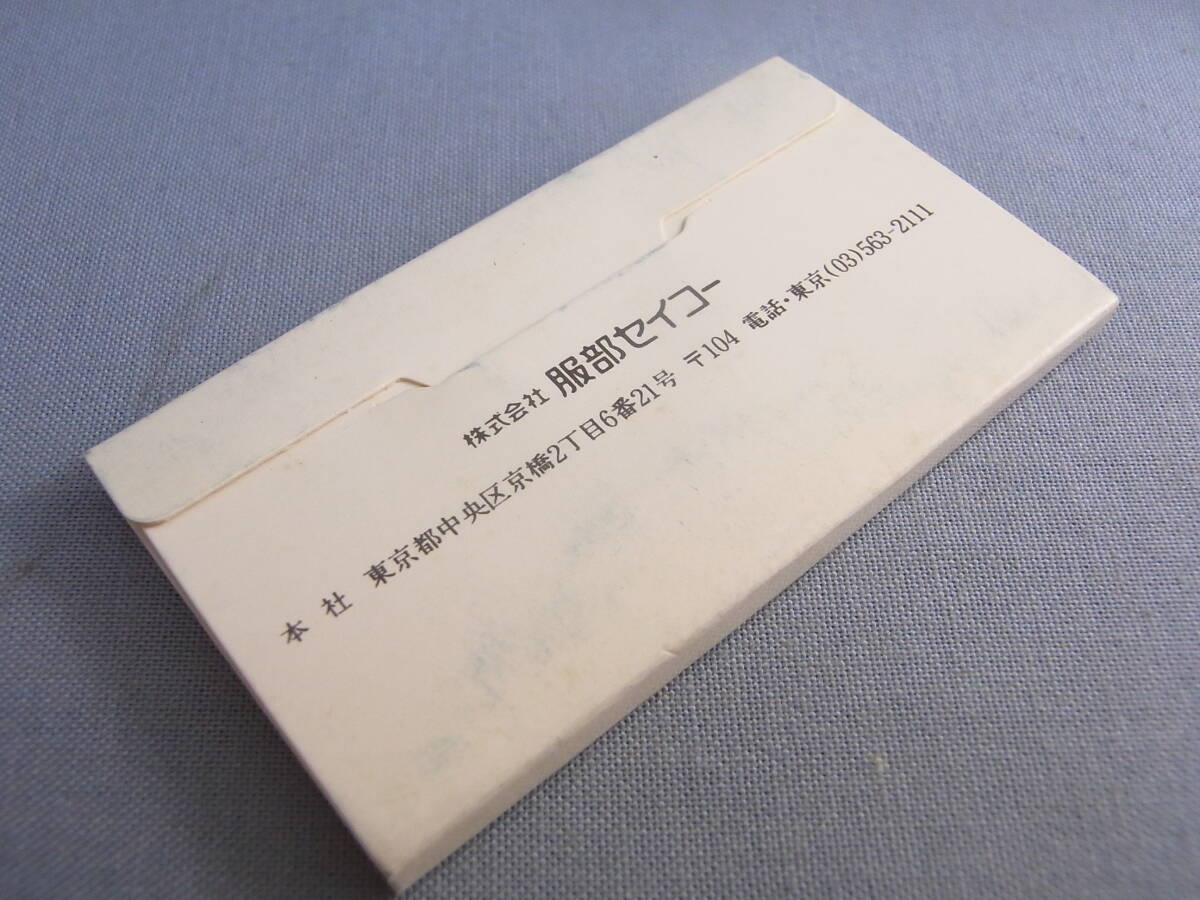 株式会社 服部セイコー
本社 東京都中央区京橋2丁目6番21号 〒104 電話・東京(03)563-2111